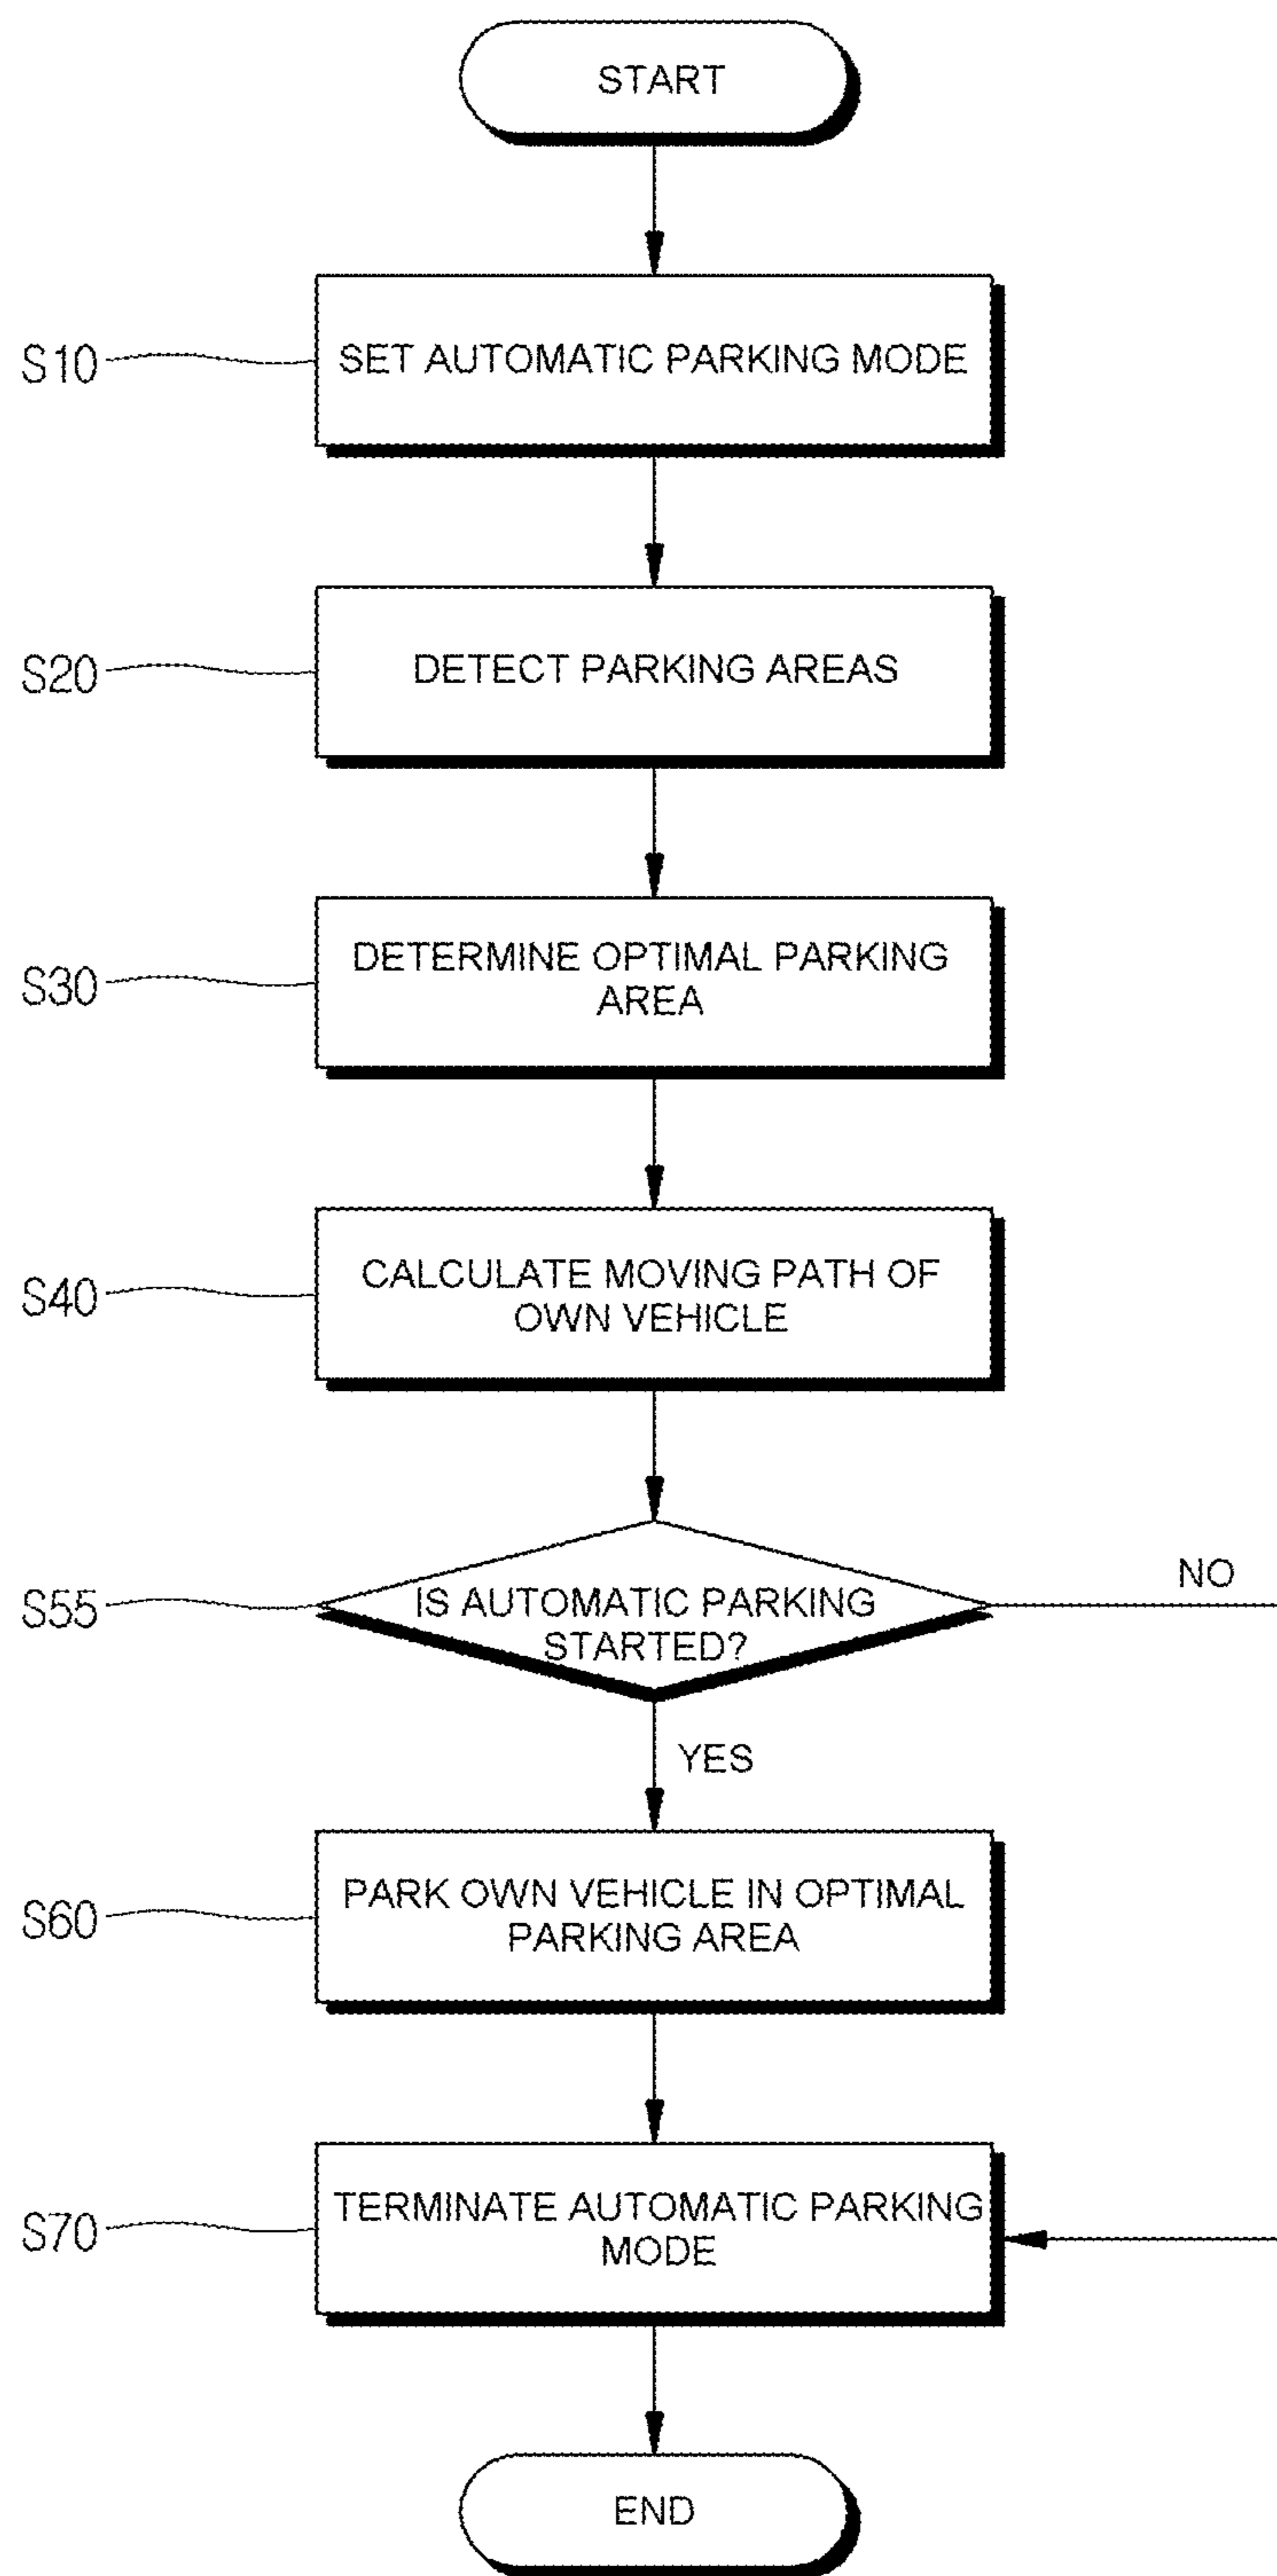 START
S10
SET AUTOMATIC PARKING MODE
S20
DETECT PARKING AREAS
S30
DETERMINE OPTIMAL PARKING
AREA
S40
CALCULATE MOVING PATH OF
OWN VEHICLE
S55
IS AUTOMATIC PARKING
STARTED?
NO
YES
S60
PARK OWN VEHICLE IN OPTIMAL
PARKING AREA
S70
TERMINATE AUTOMATIC PARKING
MODE
END